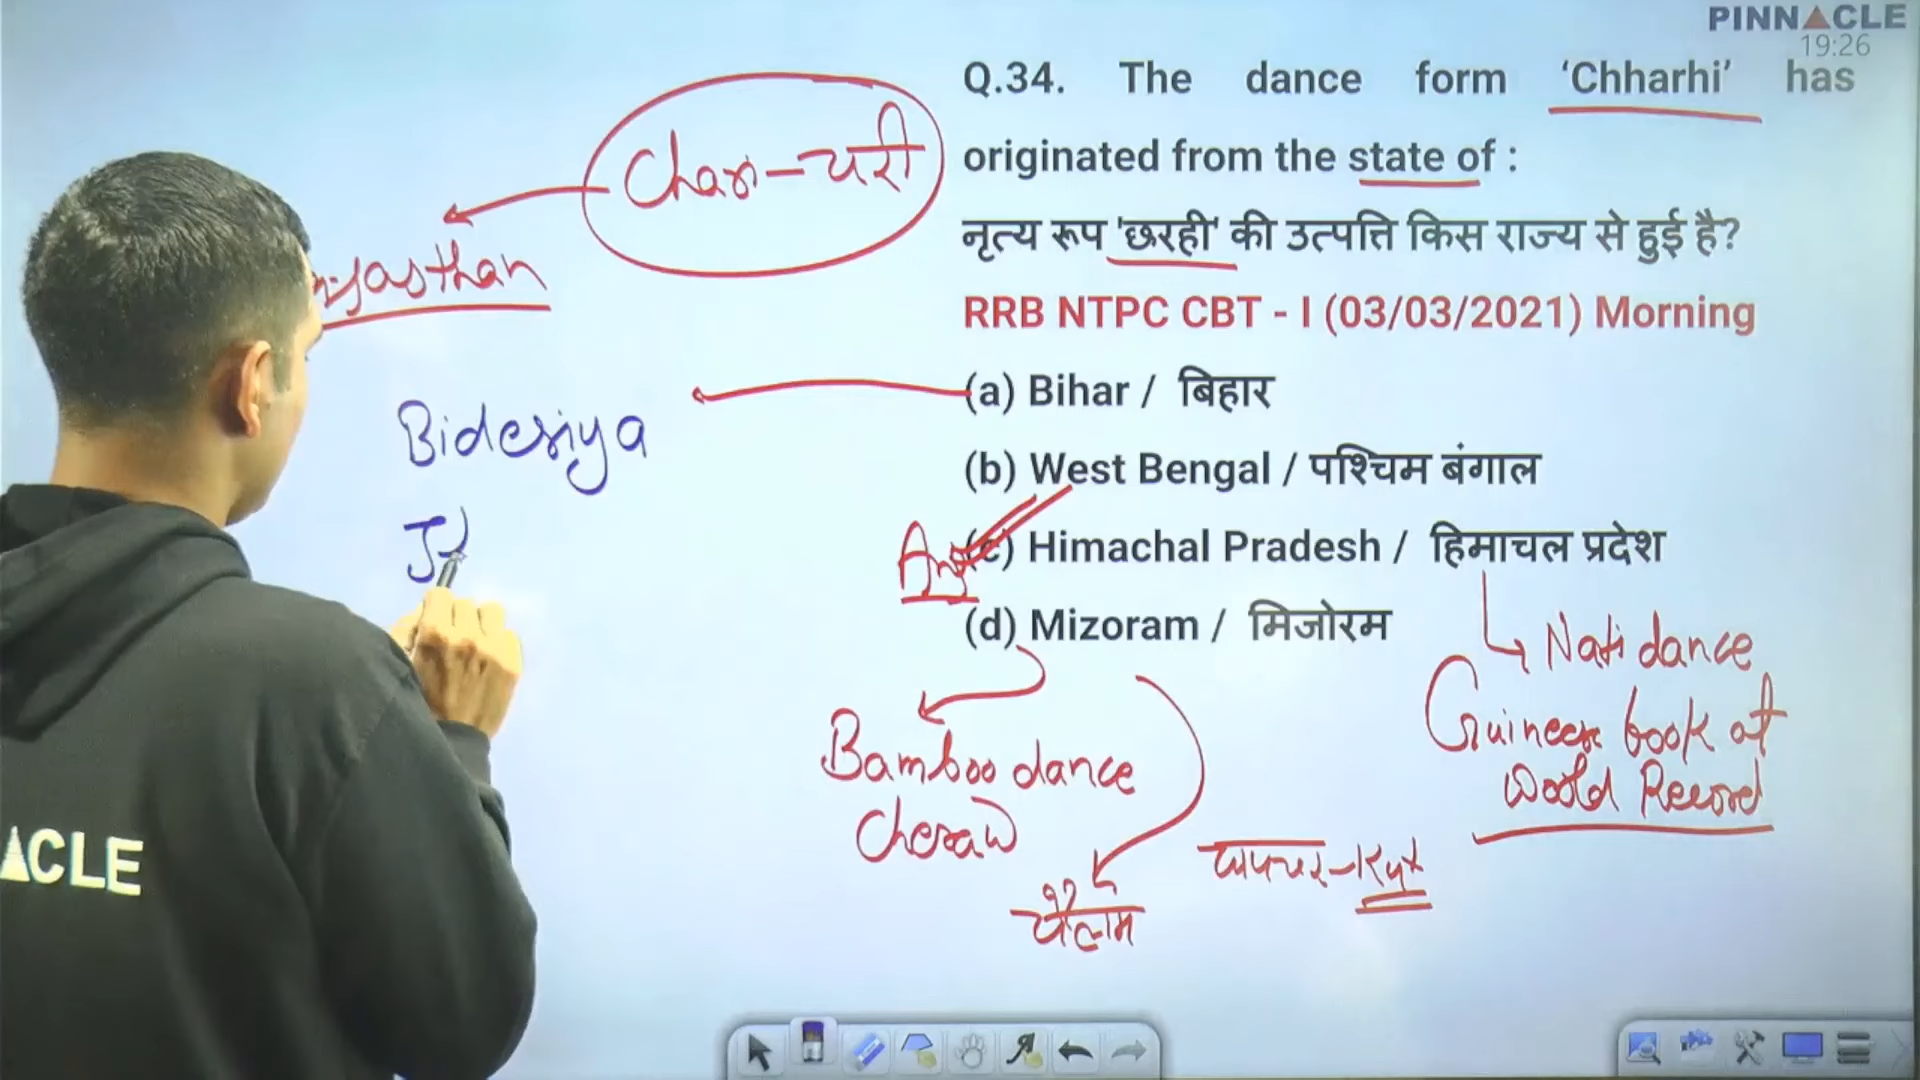 PINNACLE
19:26
Q.34. The dance form ‘Chharhi’ has
originated from the state of :
नृत्य रूप 'छरही' की उत्पत्ति किस राज्य से हुई है?
RRB NTPC CBT - I (03/03/2021) Morning
(a) Bihar / बिहार
(b) West Bengal / पश्चिम बंगाल
(c) Himachal Pradesh / हिमाचल प्रदेश
(d) Mizoram / मिजोरम
Chari - चरी
Bidesiya
Ans
Nati dance
book of
World Record
Bamboo dance
Cheraw
ACLE